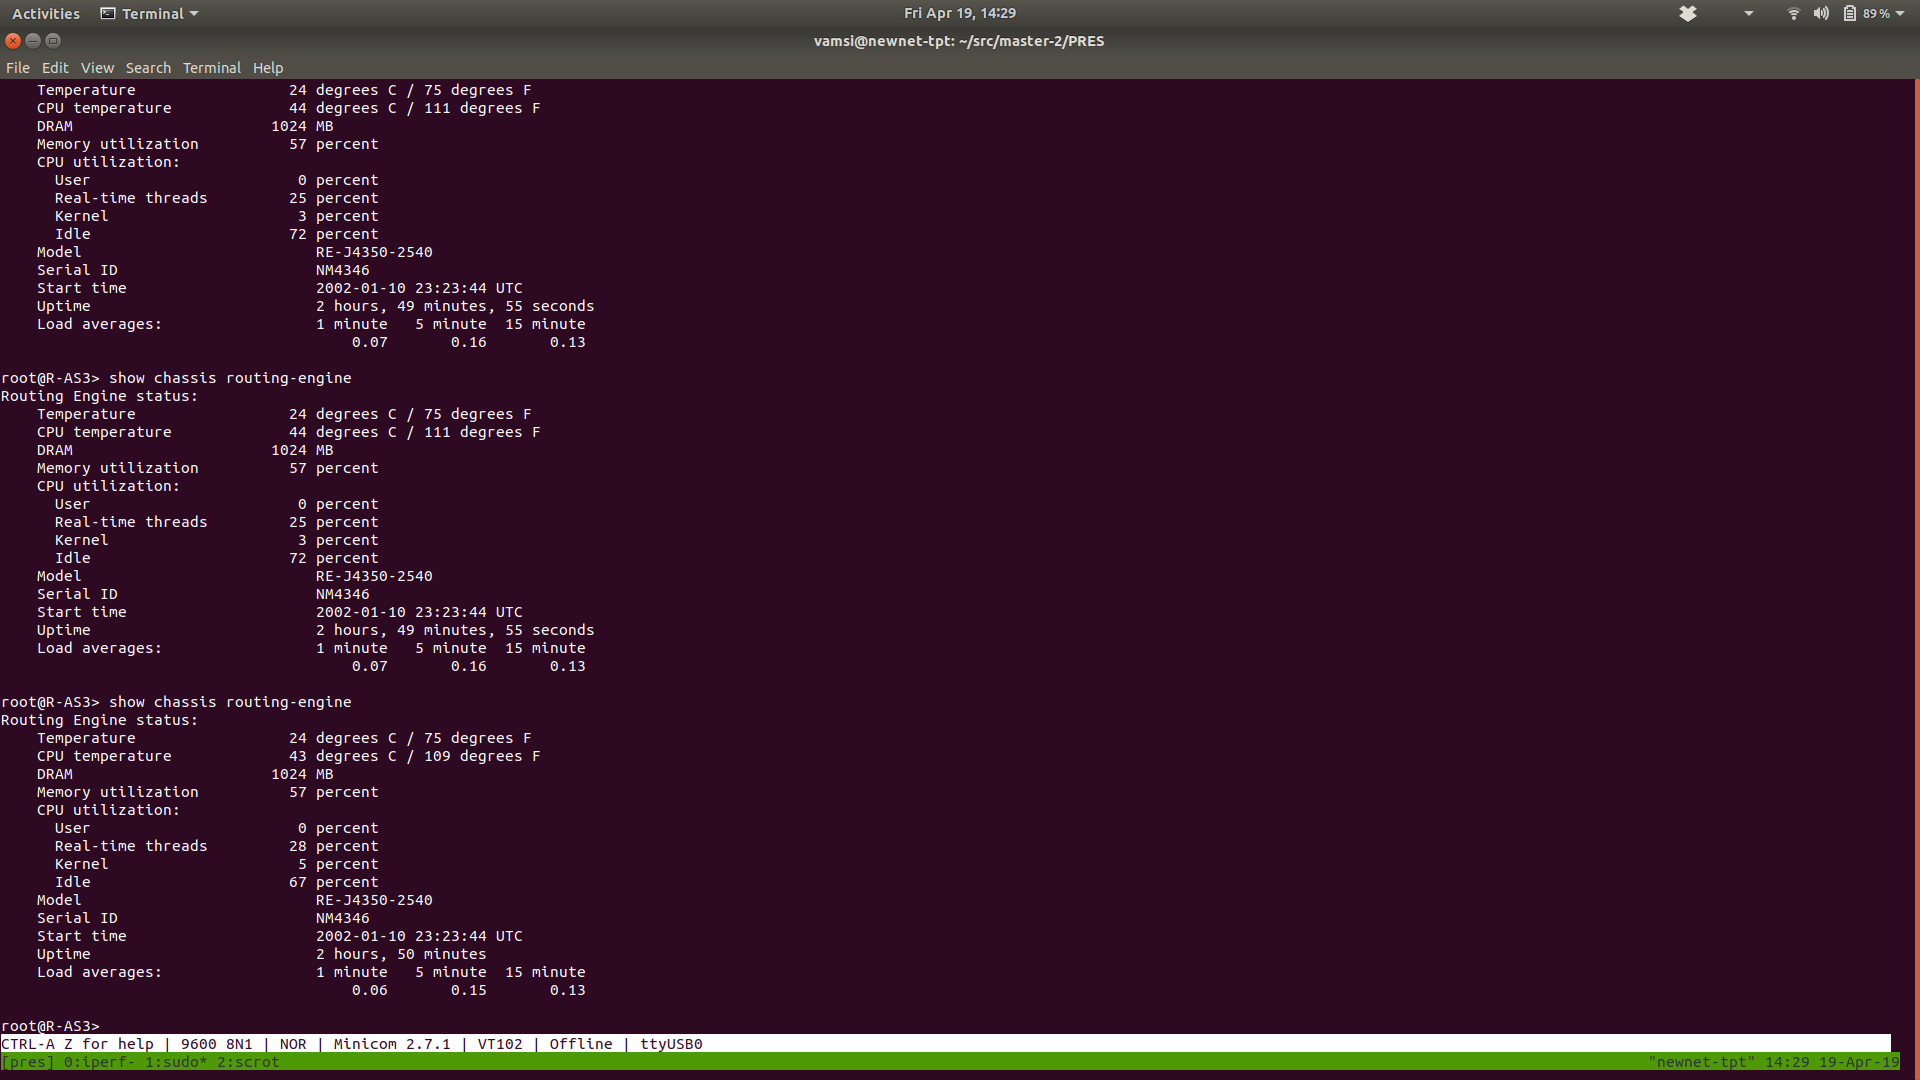 Activities Terminal Fri Apr 19, 14:29 89 %
vamsi@newnet-tpt: ~/src/master-2/PRES
File Edit View Search Terminal Help
    Temperature                 24 degrees C / 75 degrees F
    CPU temperature             44 degrees C / 111 degrees F
    DRAM                      1024 MB
    Memory utilization          57 percent
    CPU utilization:
      User                       0 percent
      Real-time threads         25 percent
      Kernel                     3 percent
      Idle                      72 percent
    Model                          RE-J4350-2540
    Serial ID                      NM4346
    Start time                     2002-01-10 23:23:44 UTC
    Uptime                         2 hours, 49 minutes, 55 seconds
    Load averages:                 1 minute   5 minute  15 minute
                                       0.07       0.16       0.13

root@R-AS3> show chassis routing-engine
Routing Engine status:
    Temperature                 24 degrees C / 75 degrees F
    CPU temperature             44 degrees C / 111 degrees F
    DRAM                      1024 MB
    Memory utilization          57 percent
    CPU utilization:
      User                       0 percent
      Real-time threads         25 percent
      Kernel                     3 percent
      Idle                      72 percent
    Model                          RE-J4350-2540
    Serial ID                      NM4346
    Start time                     2002-01-10 23:23:44 UTC
    Uptime                         2 hours, 49 minutes, 55 seconds
    Load averages:                 1 minute   5 minute  15 minute
                                       0.07       0.16       0.13

root@R-AS3> show chassis routing-engine
Routing Engine status:
    Temperature                 24 degrees C / 75 degrees F
    CPU temperature             43 degrees C / 109 degrees F
    DRAM                      1024 MB
    Memory utilization          57 percent
    CPU utilization:
      User                       0 percent
      Real-time threads         28 percent
      Kernel                     5 percent
      Idle                      67 percent
    Model                          RE-J4350-2540
    Serial ID                      NM4346
    Start time                     2002-01-10 23:23:44 UTC
    Uptime                         2 hours, 50 minutes
    Load averages:                 1 minute   5 minute  15 minute
                                       0.06       0.15       0.13

root@R-AS3>
CTRL-A Z for help | 9600 8N1 | NOR | Minicom 2.7.1 | VT102 | Offline | ttyUSB0
[pres] 0:iperf- 1:sudo* 2:scrot "newnet-tpt" 14:29 19-Apr-19